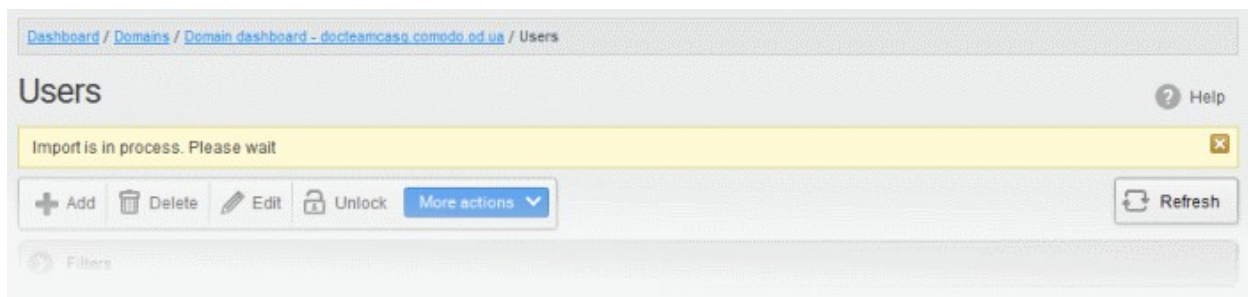 Dashboard / Domains / Domain dashboard - docteamcasg.comodo.od.ua / Users
Users
Help
Import is in process. Please wait
Add Delete Edit Unlock More actions Refresh
Filters